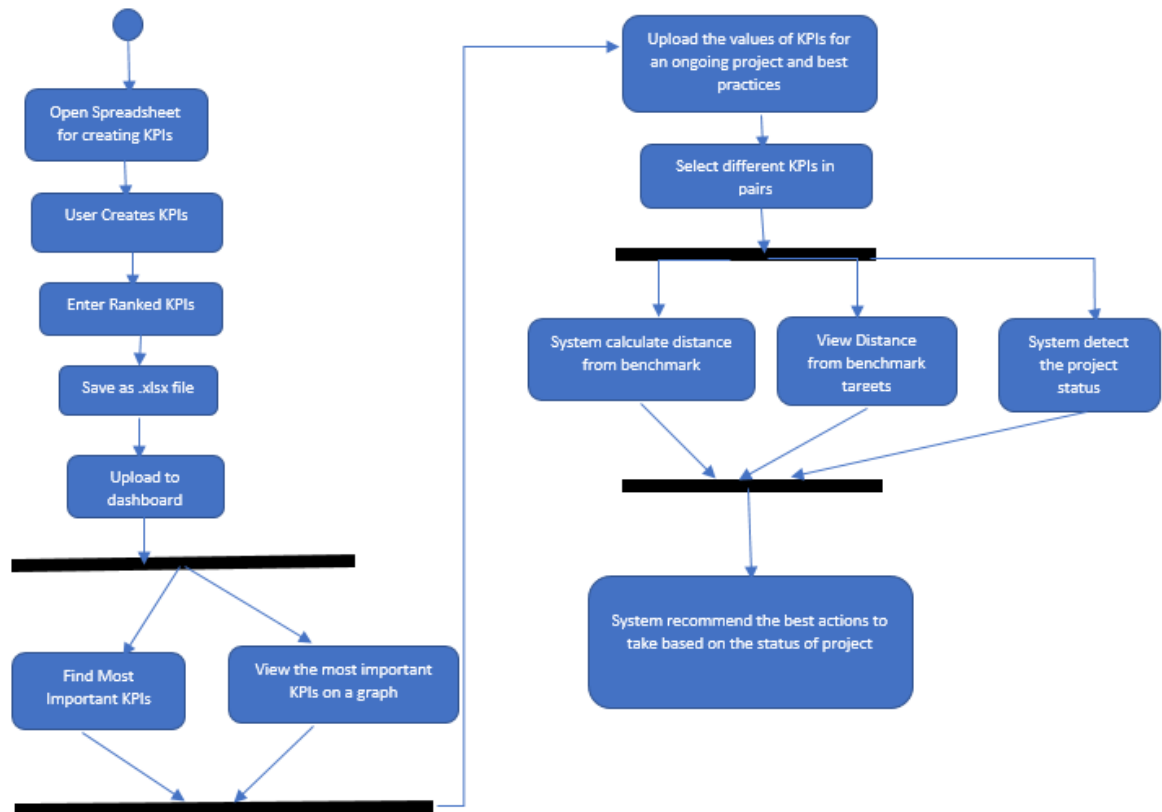 Open Spreadsheet
for creating KPIs
User Creates KPIs
Enter Ranked KPIs
Save as .xlsx file
Upload to
dashboard
Find Most
Important KPIs
View the most important
KPIs on a graph
Upload the values of KPIs for
an ongoing project and best
practices
Select different KPIs in
pairs
System calculate distance
from benchmark
View Distance
from benchmark
targets
System detect
the project
status
System recommend the best actions to
take based on the status of project